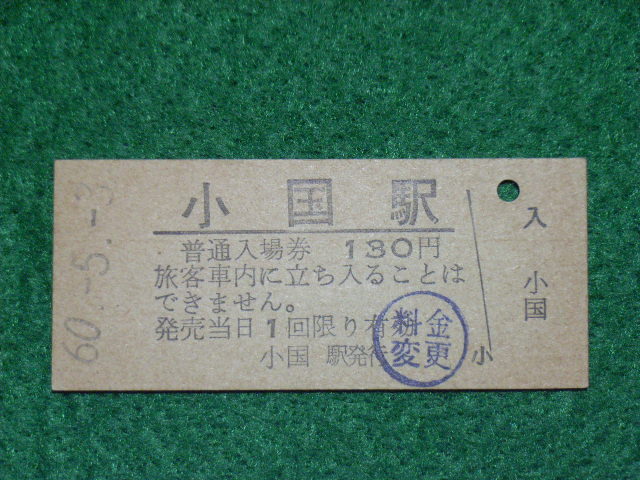 60.-5.-3
小国駅
普通入場券 130円
旅客車内に立ち入ることは
できません。
発売当日1回限り有効
小国 駅発行
料金
変更
小
入
小国